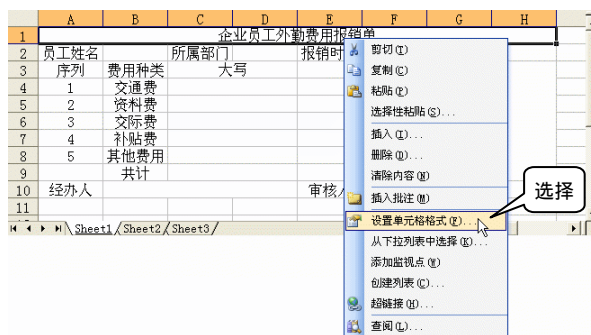 A B C D E F G H
1 企业员工外勤费用报销单
2 员工姓名 所属部门 报销时
3 序列 费用种类 大写
4 1 交通费
5 2 资料费
6 3 交际费
7 4 补贴费
8 5 其他费用
9 共计
10 经办人 审核
11
Sheet1 Sheet2 Sheet3
剪切(T)
复制(C)
粘贴(P)
选择性粘贴(S)...
插入(I)...
删除(D)...
清除内容(N)
插入批注(M)
设置单元格格式(F)...
从下拉列表中选择(K)...
添加监视点(W)
创建列表(C)...
超链接(H)...
查阅(L)...
选择